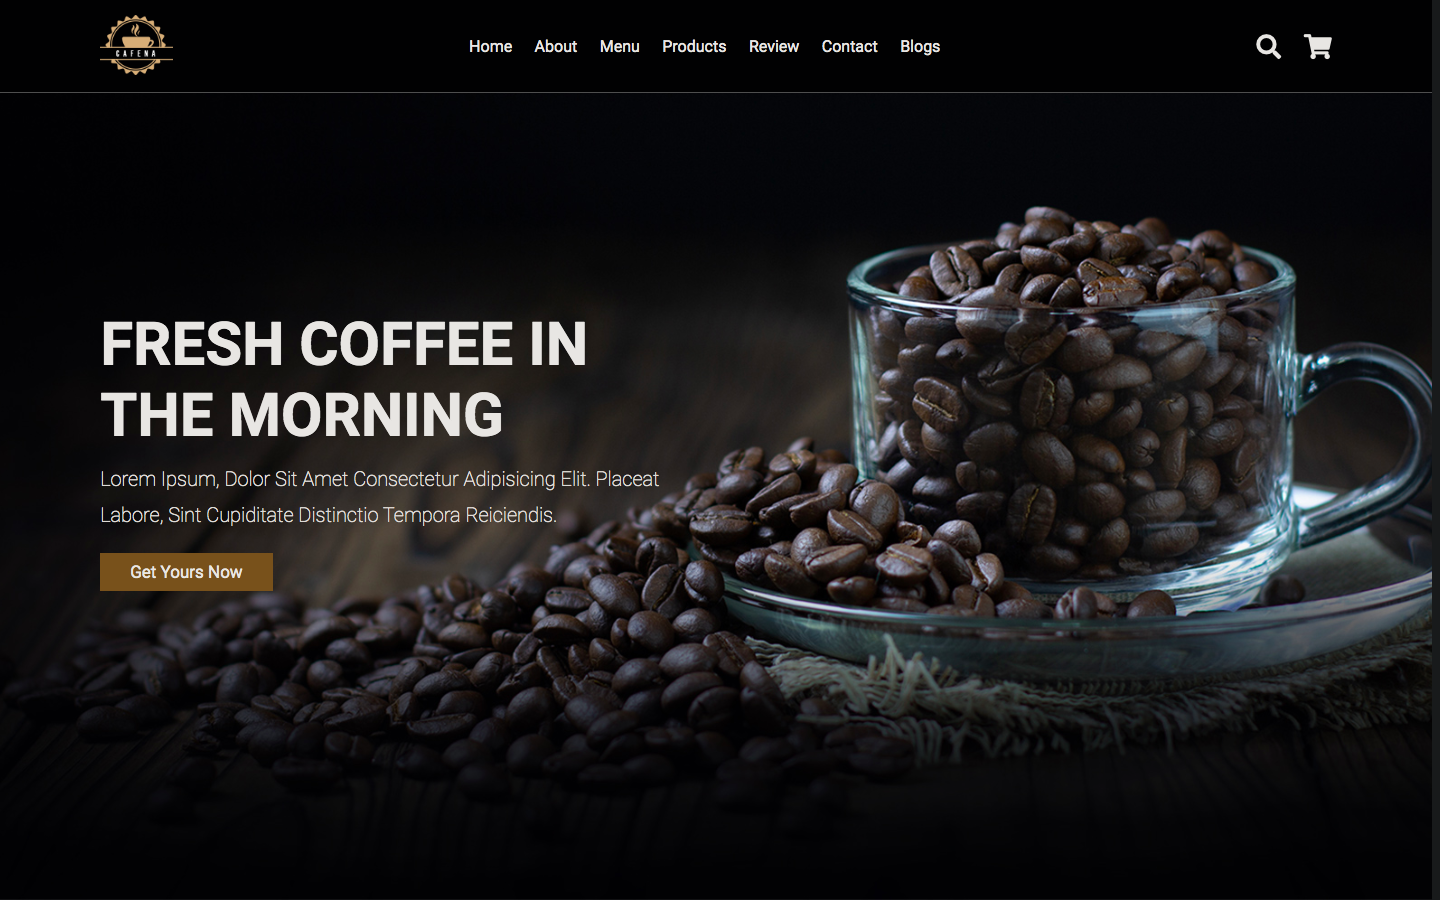 CAFENA
Home About Menu Products Review Contact Blogs
FRESH COFFEE IN
THE MORNING
Lorem Ipsum, Dolor Sit Amet Consectetur Adipisicing Elit. Placeat
Labore, Sint Cupiditate Distinctio Tempora Reiciendis.
Get Yours Now